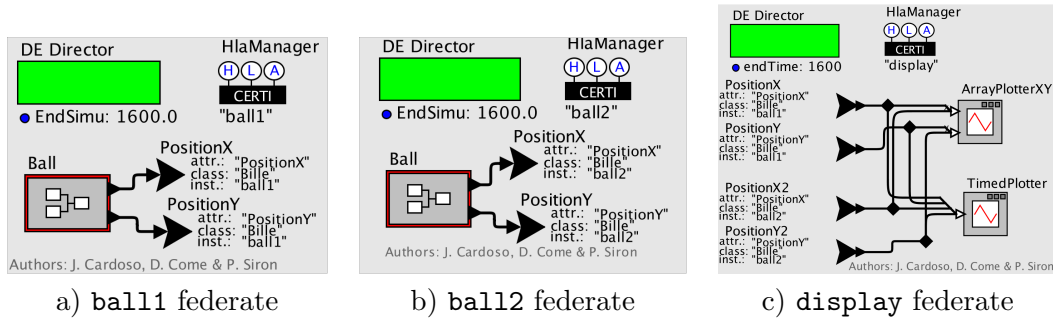 DE Director
HlaManager
H L A
CERTI
"ball1"
EndSimu: 1600.0
Ball
PositionX
attr.: "PositionX"
class: "Bille"
inst.: "ball1"
PositionY
attr.: "PositionY"
class: "Bille"
inst.: "ball1"
Authors: J. Cardoso, D. Come & P. Siron
a) ball1 federate
DE Director
HlaManager
H L A
CERTI
"ball2"
EndSimu: 1600.0
Ball
PositionX
attr.: "PositionX"
class: "Bille"
inst.: "ball2"
PositionY
attr.: "PositionY"
class: "Bille"
inst.: "ball2"
Authors: J. Cardoso, D. Come & P. Siron
b) ball2 federate
DE Director
HlaManager
H L A
CERTI
"display"
endTime: 1600
PositionX
attr.: "PositionX"
class: "Bille"
inst.: "ball1"
PositionY
attr.: "PositionY"
class: "Bille"
inst.: "ball1"
PositionX2
attr.: "PositionX"
class: "Bille"
inst.: "ball2"
PositionY2
attr.: "PositionY"
class: "Bille"
inst.: "ball2"
ArrayPlotterXY
TimedPlotter
Authors: J. Cardoso, D. Come & P. Siron
c) display federate